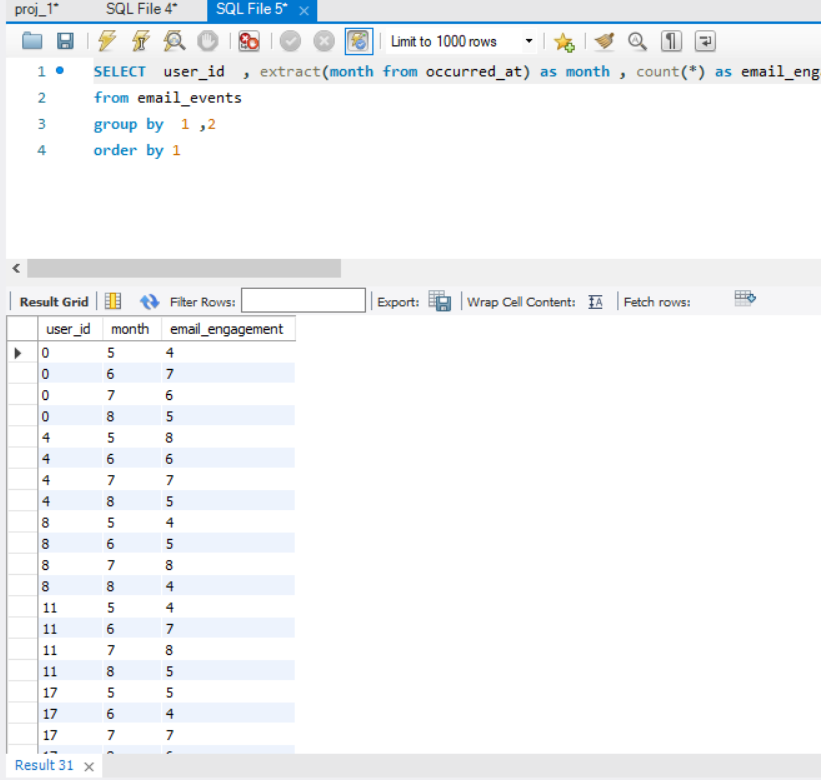 proj_1* SQL File 4* SQL File 5*
Limit to 1000 rows
1 SELECT user_id , extract(month from occurred_at) as month , count(*) as email_eng
2 from email_events
3 group by 1 ,2
4 order by 1
Result Grid Filter Rows: Export: Wrap Cell Content: IA Fetch rows:
user_id month email_engagement
0 5 4
0 6 7
0 7 6
0 8 5
4 5 8
4 6 6
4 7 7
4 8 5
8 5 4
8 6 5
8 7 8
8 8 4
11 5 4
11 6 7
11 7 8
11 8 5
17 5 5
17 6 4
17 7 7
Result 31